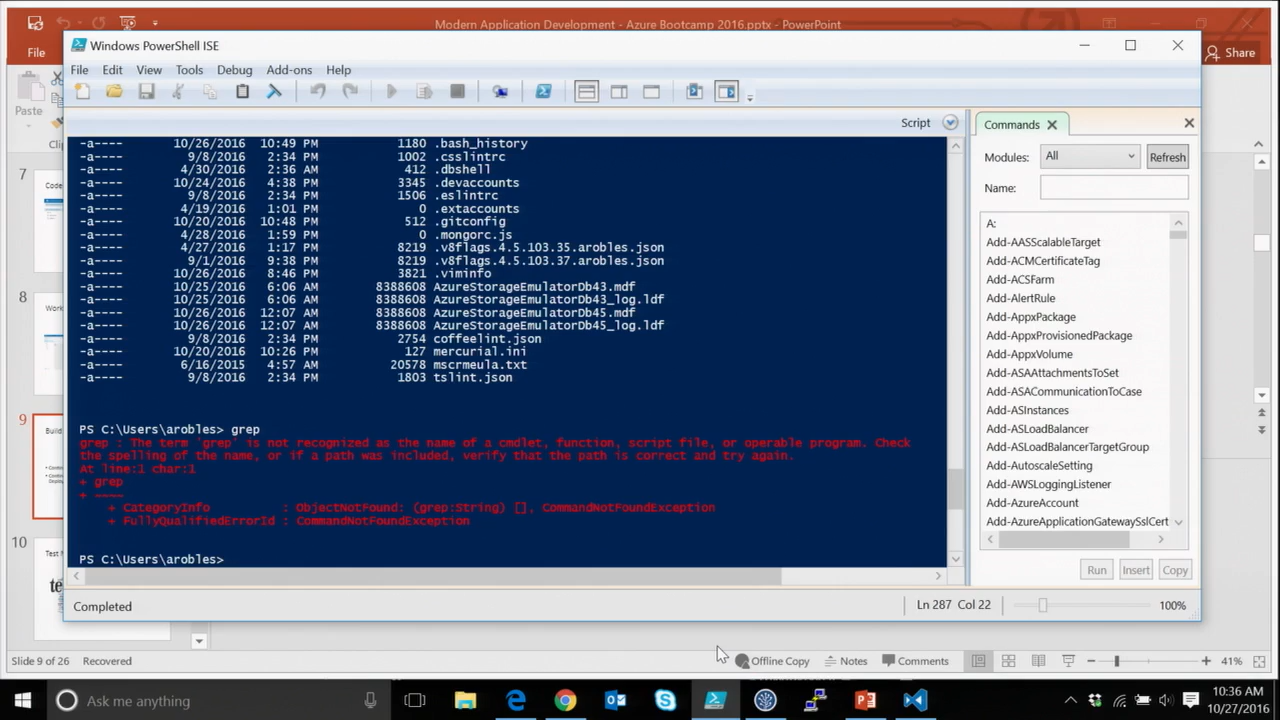 Modern Application Development - Azure Bootcamp 2016.pptx - PowerPoint
File
Share
Paste
7
8
9
10
Windows PowerShell ISE
File Edit View Tools Debug Add-ons Help
Script
-a---- 10/26/2016 10:49 PM 1180 .bash_history
-a---- 9/8/2016 2:34 PM 1002 .csslintrc
-a---- 4/30/2016 2:36 AM 412 .dbshell
-a---- 10/24/2016 4:38 PM 3345 .devaccounts
-a---- 9/8/2016 2:34 PM 1506 .eslintrc
-a---- 4/19/2016 1:01 PM 0 .extaccounts
-a---- 10/20/2016 10:48 PM 512 .gitconfig
-a---- 4/28/2016 1:59 PM 0 .mongorc.js
-a---- 4/27/2016 1:17 PM 8219 .v8flags.4.5.103.35.arobles.json
-a---- 9/1/2016 9:38 PM 8219 .v8flags.4.5.103.37.arobles.json
-a---- 10/26/2016 8:46 PM 3821 .viminfo
-a---- 10/25/2016 6:06 AM 8388608 AzureStorageEmulatorDb43.mdf
-a---- 10/25/2016 6:06 AM 8388608 AzureStorageEmulatorDb43_log.ldf
-a---- 10/26/2016 12:07 AM 8388608 AzureStorageEmulatorDb45.mdf
-a---- 10/26/2016 12:07 AM 8388608 AzureStorageEmulatorDb45_log.ldf
-a---- 9/8/2016 2:34 PM 2754 coffeelint.json
-a---- 10/20/2016 10:26 PM 127 mercurial.ini
-a---- 6/16/2015 4:57 AM 20578 mscrmeula.txt
-a---- 9/8/2016 2:34 PM 1803 tslint.json
PS C:\Users\arobles> grep
grep : The term 'grep' is not recognized as the name of a cmdlet, function, script file, or operable program. Check
the spelling of the name, or if a path was included, verify that the path is correct and try again.
At line:1 char:1
+ grep
+ ~~~~
+ CategoryInfo : ObjectNotFound: (grep:String) [], CommandNotFoundException
+ FullyQualifiedErrorId : CommandNotFoundException
PS C:\Users\arobles>
Completed
Ln 287 Col 22
100%
Commands
Modules: All Refresh
Name:
A:
Add-AASScalableTarget
Add-ACMCertificateTag
Add-ACSFarm
Add-AlertRule
Add-AppxPackage
Add-AppxProvisionedPackage
Add-AppxVolume
Add-ASAAttachmentsToSet
Add-ASACommunicationToCase
Add-ASInstances
Add-ASLoadBalancer
Add-ASLoadBalancerTargetGroup
Add-AutoscaleSetting
Add-AWSLoggingListener
Add-AzureAccount
Add-AzureApplicationGatewaySslCert
Run Insert Copy
Slide 9 of 26 Recovered
Offline Copy Notes Comments 41%
Ask me anything
10:36 AM
10/27/2016